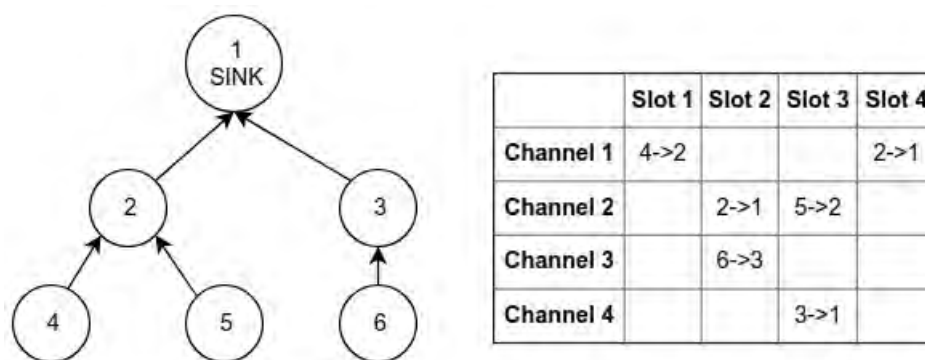 1
SINK
2
3
4
5
6
Slot 1 Slot 2 Slot 3 Slot 4
Channel 1 4->2 2->1
Channel 2 2->1 5->2
Channel 3 6->3
Channel 4 3->1